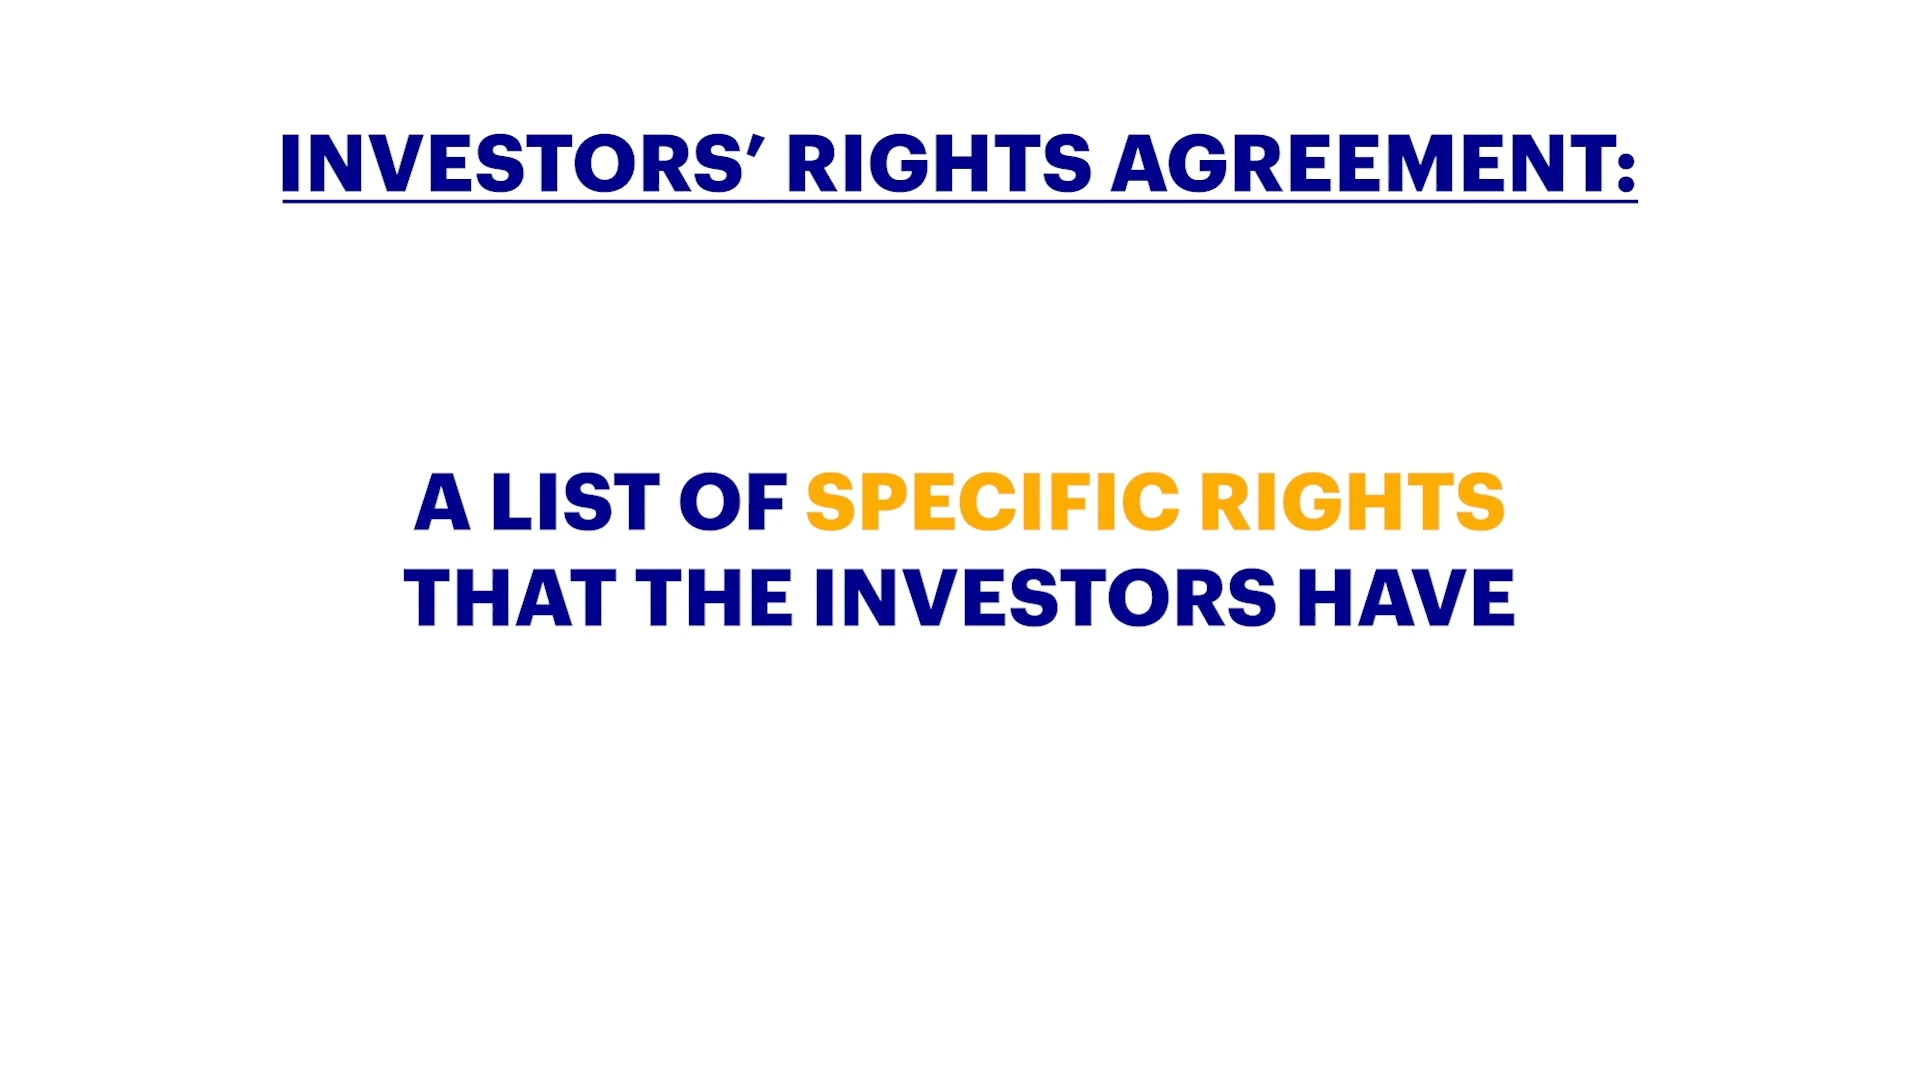 INVESTORS’ RIGHTS AGREEMENT:
A LIST OF SPECIFIC RIGHTS
THAT THE INVESTORS HAVE